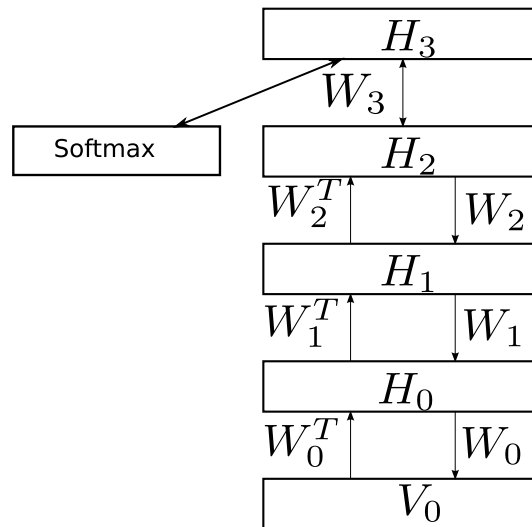 H_3
W_3
Softmax
H_2
W_2^T W_2
H_1
W_1^T W_1
H_0
W_0^T W_0
V_0